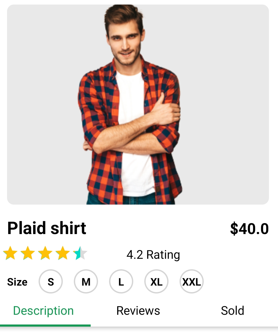 Plaid shirt $40.0
4.2 Rating
Size S M L XL XXL
Description Reviews Sold